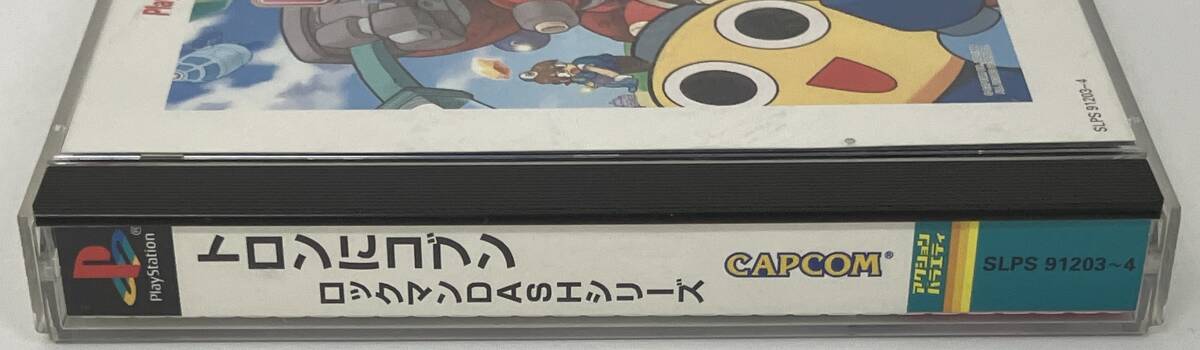 Pla
SLPS 91203~4
PlayStation
トロンにコブン
ロックマンDASHシリーズ
CAPCOM
アクション
バラエティ
SLPS 91203~4